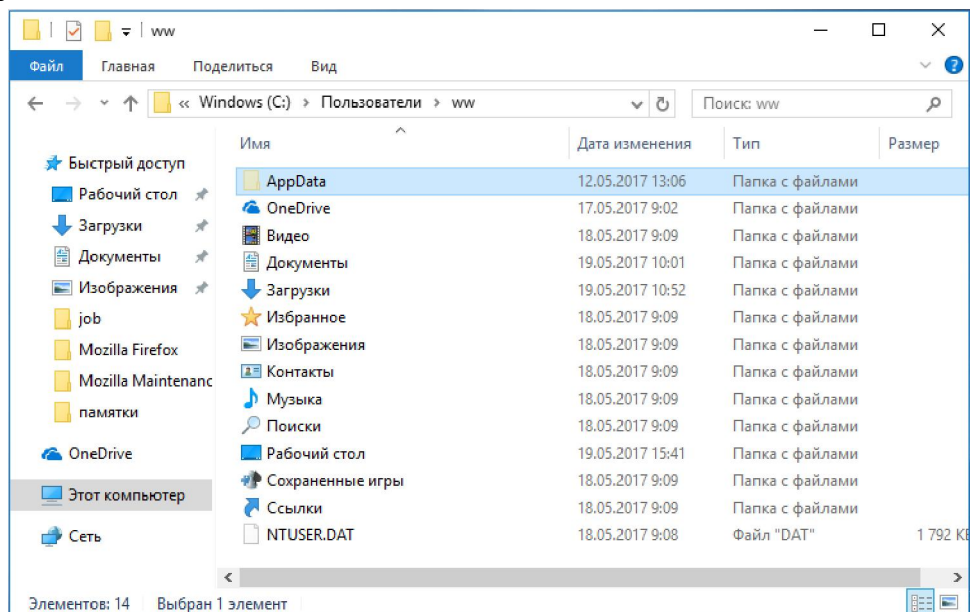 ww
Файл Главная Поделиться Вид
« Windows (C:) › Пользователи › ww Поиск: ww
Имя Дата изменения Тип Размер
Быстрый доступ
Рабочий стол
Загрузки
Документы
Изображения
job
Mozilla Firefox
Mozilla Maintenanc
памятки
OneDrive
Этот компьютер
Сеть
AppData 12.05.2017 13:06 Папка с файлами
OneDrive 17.05.2017 9:02 Папка с файлами
Видео 18.05.2017 9:09 Папка с файлами
Документы 19.05.2017 10:01 Папка с файлами
Загрузки 19.05.2017 10:52 Папка с файлами
Избранное 18.05.2017 9:09 Папка с файлами
Изображения 18.05.2017 9:09 Папка с файлами
Контакты 18.05.2017 9:09 Папка с файлами
Музыка 18.05.2017 9:09 Папка с файлами
Поиски 18.05.2017 9:09 Папка с файлами
Рабочий стол 19.05.2017 15:41 Папка с файлами
Сохраненные игры 18.05.2017 9:09 Папка с файлами
Ссылки 18.05.2017 9:09 Папка с файлами
NTUSER.DAT 18.05.2017 9:08 Файл "DAT" 1 792 КБ
Элементов: 14 Выбран 1 элемент